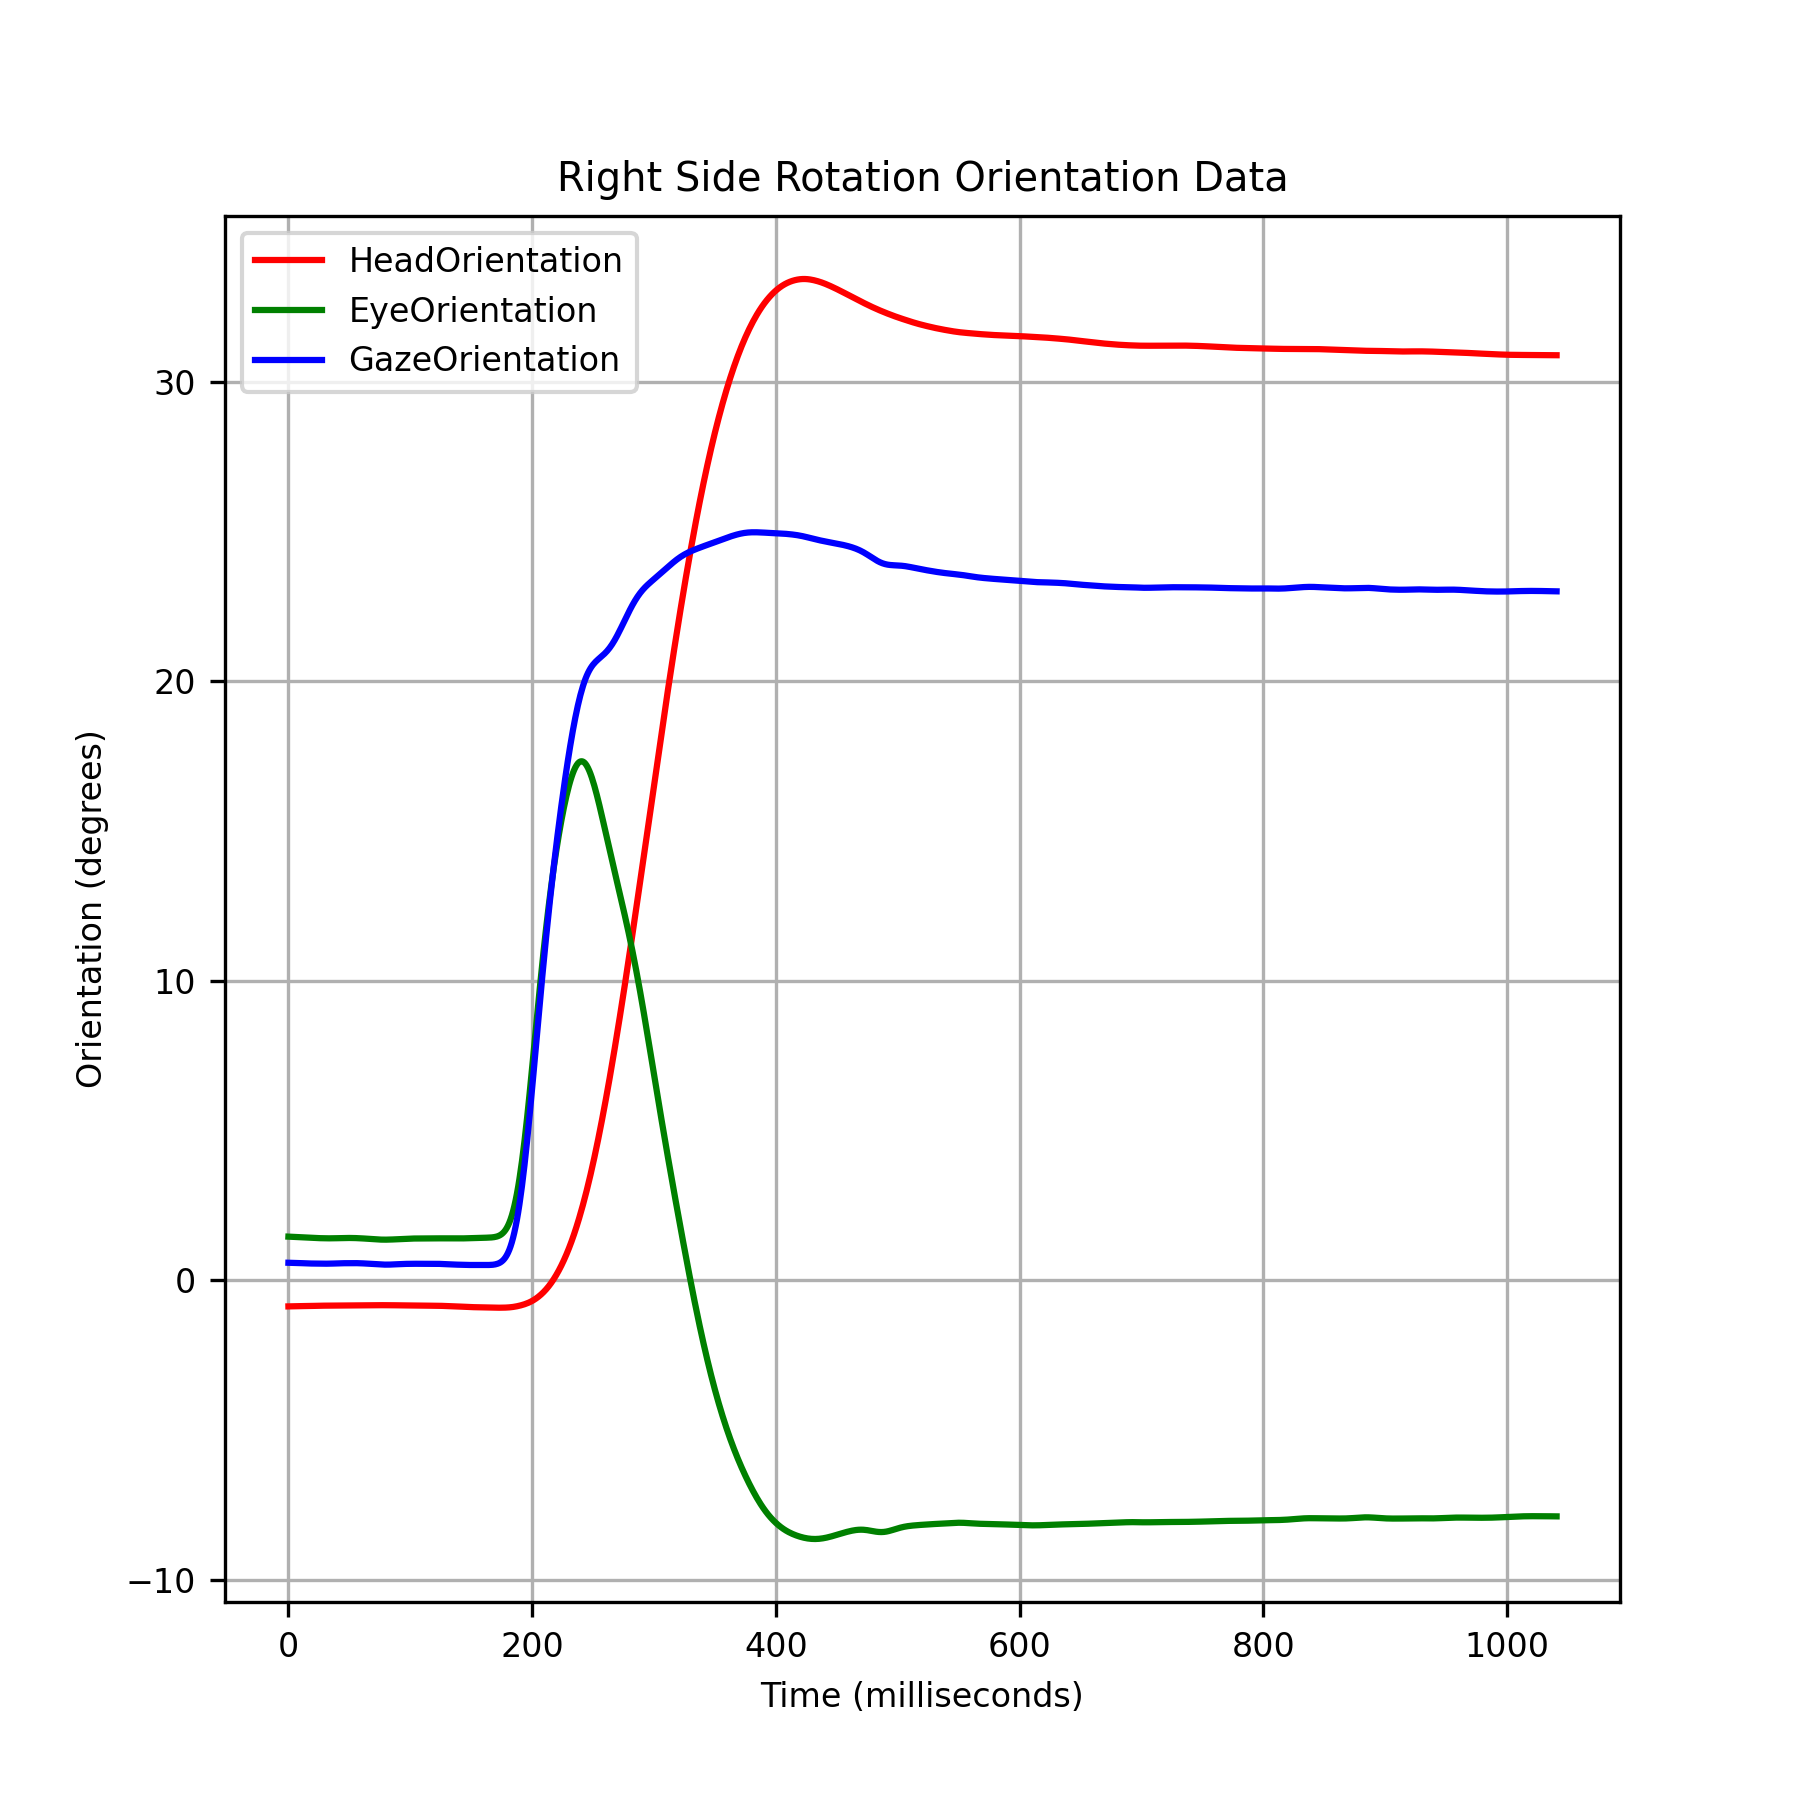 Right Side Rotation Orientation Data
HeadOrientation
EyeOrientation
GazeOrientation
30
20
10
0
−10
Orientation (degrees)
0 200 400 600 800 1000
Time (milliseconds)